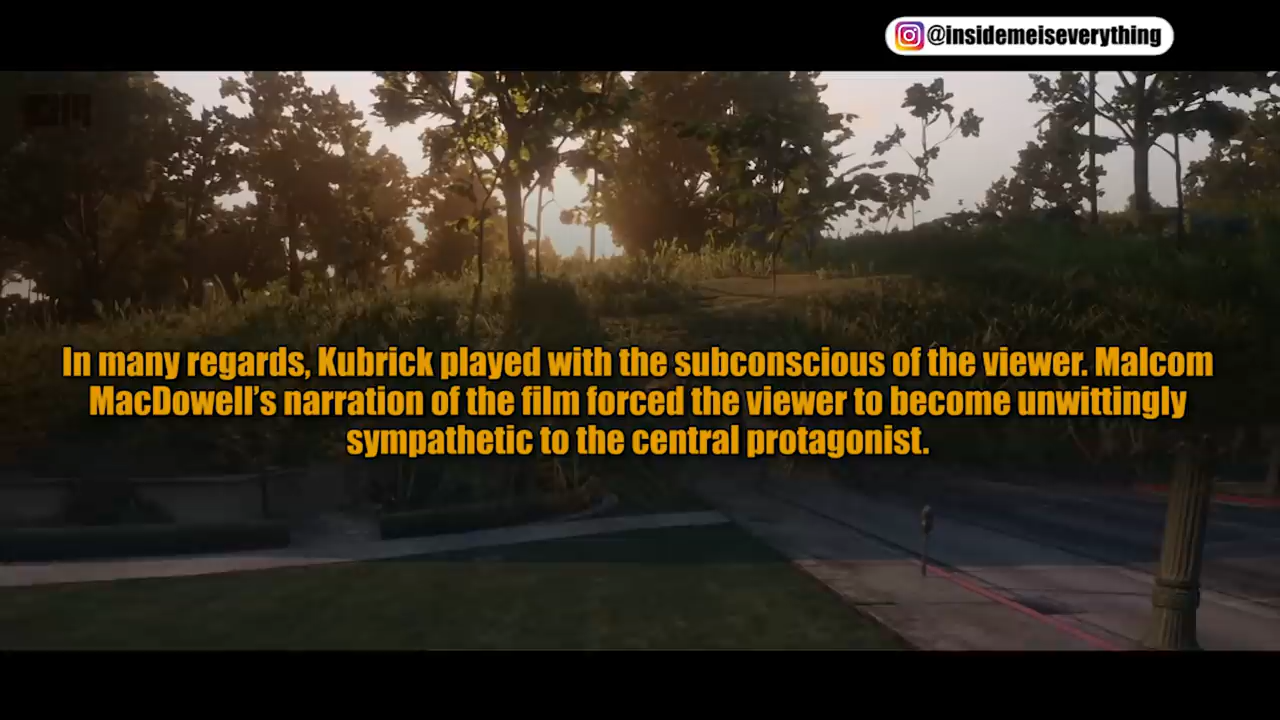 @insidemeiseverything
In many regards, Kubrick played with the subconscious of the viewer. Malcom
MacDowell's narration of the film forced the viewer to become unwittingly
sympathetic to the central protagonist.